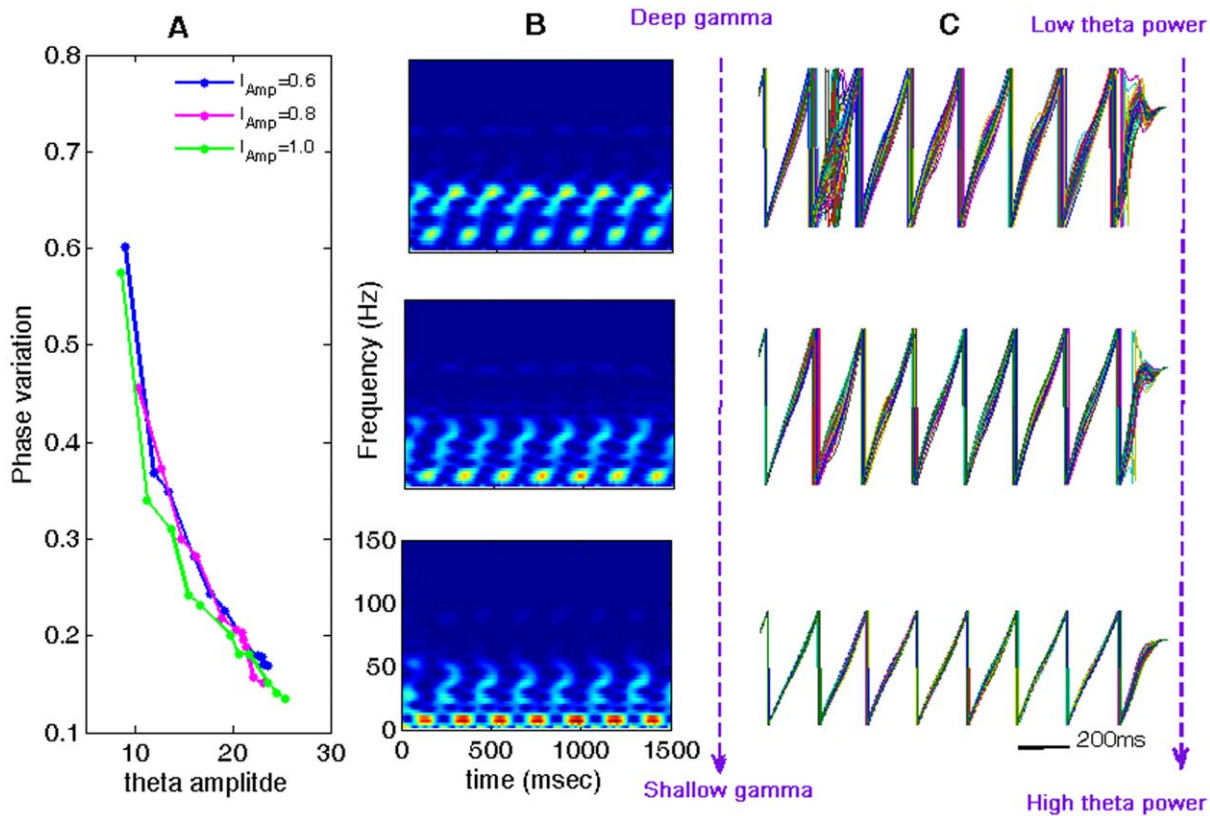 A
B
Deep gamma
C
Low theta power
0.8
0.7
0.6
0.5
0.4
0.3
0.2
0.1
Phase variation
I_Amp=0.6
I_Amp=0.8
I_Amp=1.0
10
20
30
theta amplitde
Frequency (Hz)
150
100
50
0
0
500
1000
1500
time (msec)
Shallow gamma
200ms
High theta power